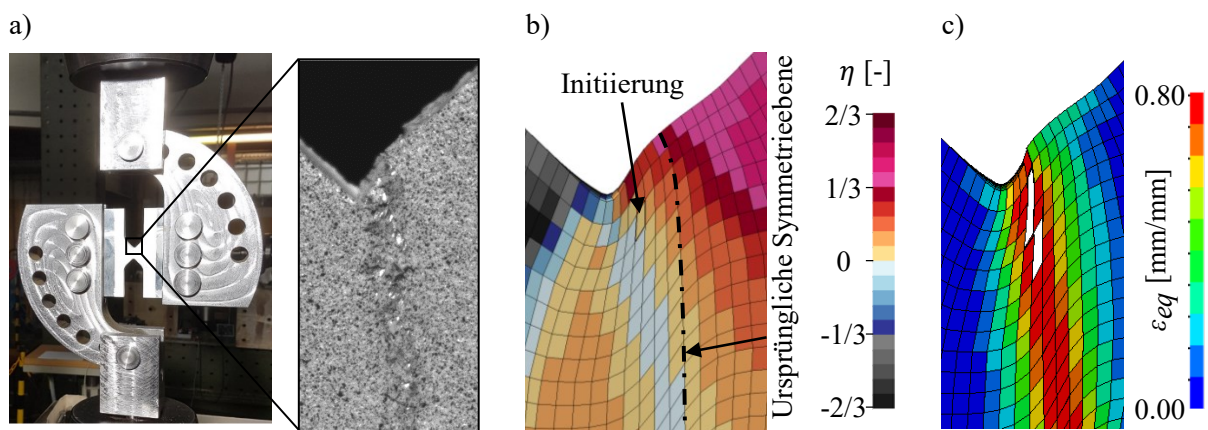 a)
b)
Initiierung
Ursprüngliche Symmetrieebene
η [-]
2/3
1/3
0
-1/3
-2/3
c)
0.80
εeq [mm/mm]
0.00